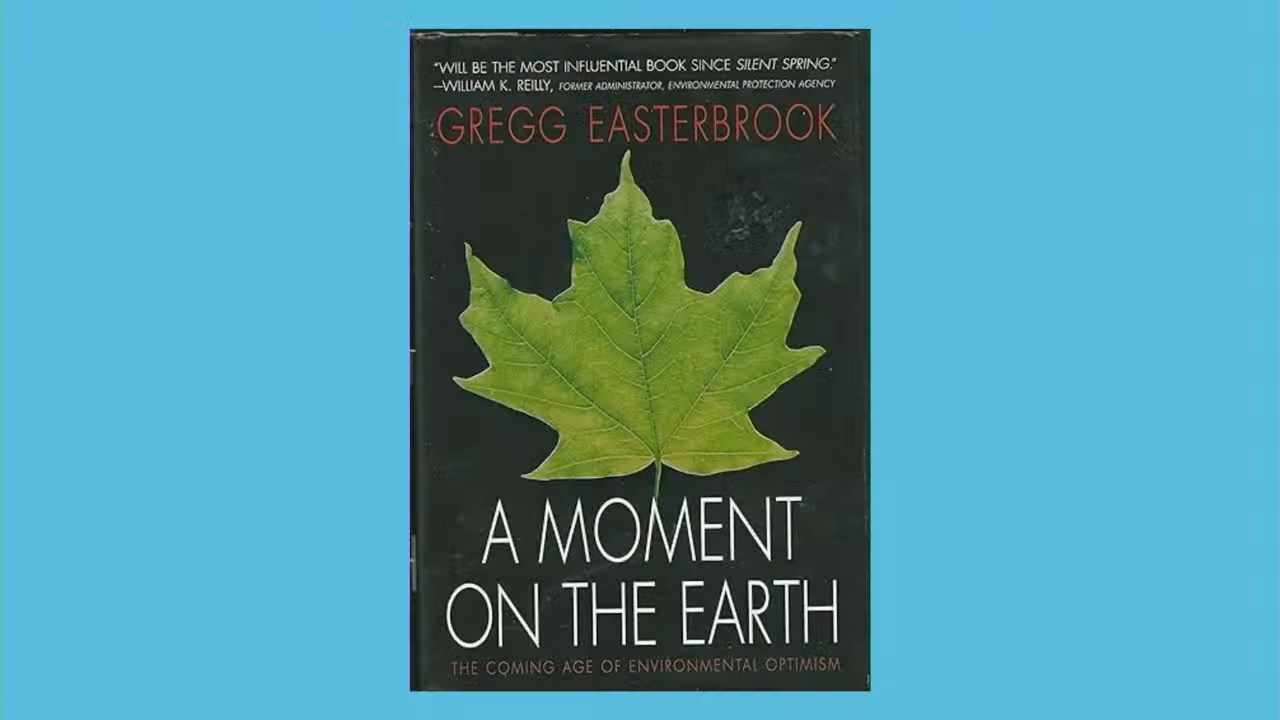 "WILL BE THE MOST INFLUENTIAL BOOK SINCE SILENT SPRING."
—WILLIAM K. REILLY, FORMER ADMINISTRATOR, ENVIRONMENTAL PROTECTION AGENCY
GREGG EASTERBROOK
A MOMENT
ON THE EARTH
THE COMING AGE OF ENVIRONMENTAL OPTIMISM